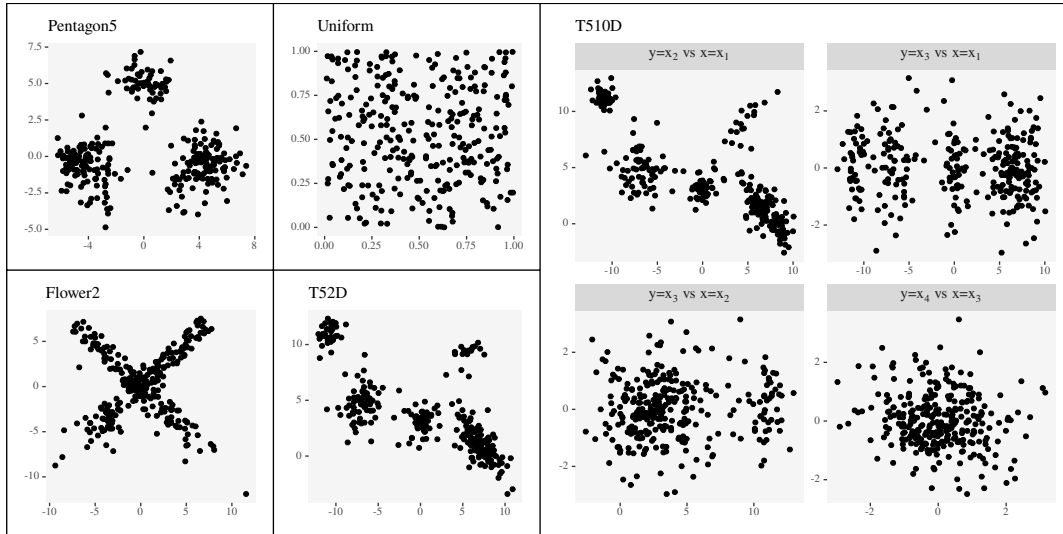 Pentagon5
7.5
5.0
2.5
0.0
-2.5
-5.0
-4 0 4 8
Uniform
1.00
0.75
0.50
0.25
0.00
0.00 0.25 0.50 0.75 1.00
Flower2
5
0
-5
-10
-10 -5 0 5 10
T52D
10
5
0
-10 -5 0 5 10
T510D
y=x₂ vs x=x₁
10
5
0
-10 -5 0 5 10
y=x₃ vs x=x₁
2
0
-2
-10 -5 0 5 10
y=x₃ vs x=x₂
2
0
-2
0 5 10
y=x₄ vs x=x₃
2
0
-2
-2 0 2